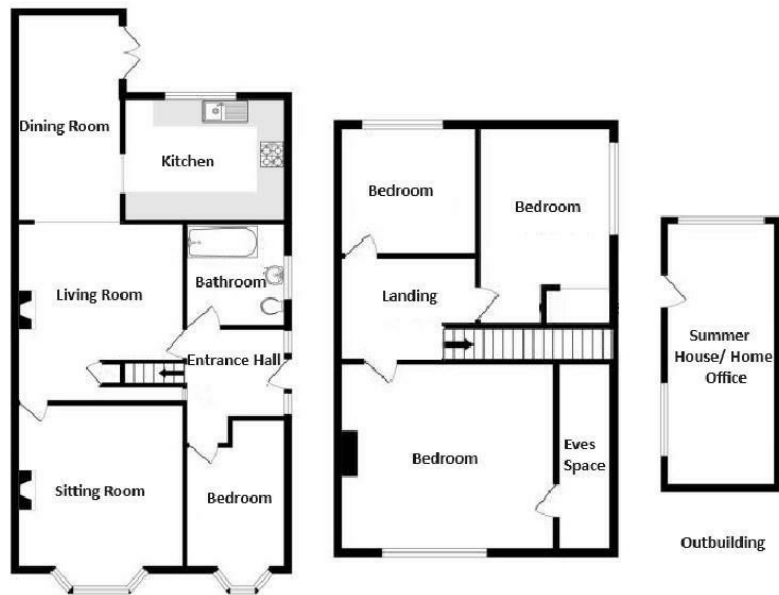 Dining Room
Kitchen
Living Room
Bathroom
Entrance Hall
Sitting Room
Bedroom
Bedroom
Bedroom
Landing
Bedroom
Eves
Space
Summer
House/ Home
Office
Outbuilding